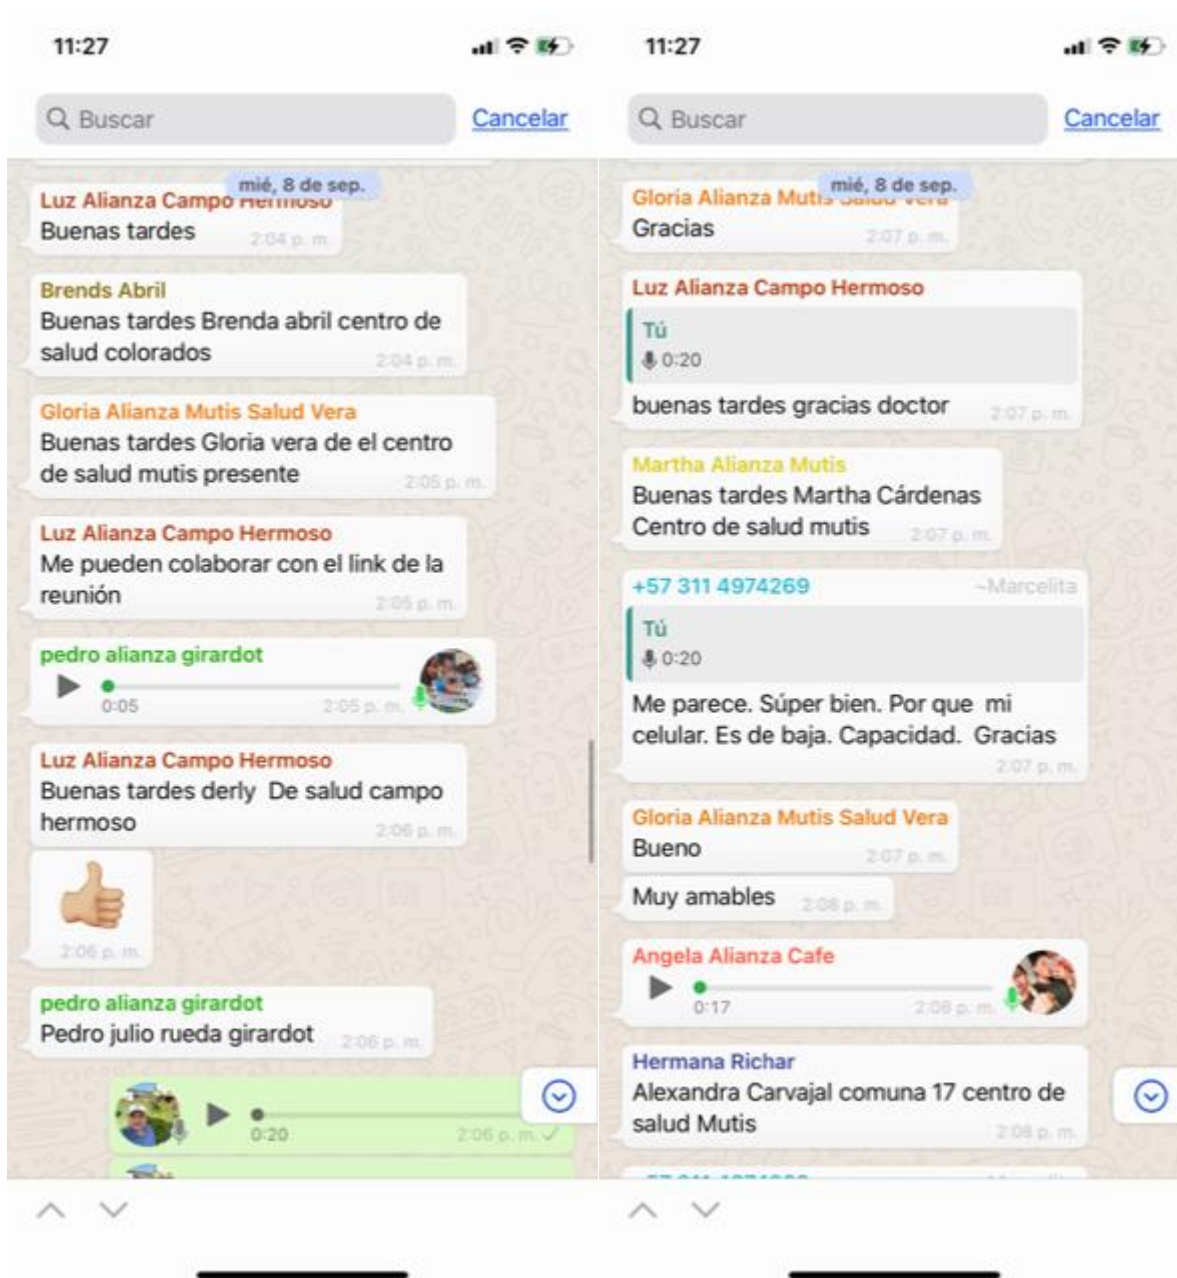 11:27
Buscar
Cancelar
mié, 8 de sep.
Luz Alianza Campo Hermoso
Buenas tardes
2:04 p. m.
Brends Abril
Buenas tardes Brenda abril centro de
salud colorados
2:04 p. m.
Gloria Alianza Mutis Salud Vera
Buenas tardes Gloria vera de el centro
de salud mutis presente
2:05 p. m.
Luz Alianza Campo Hermoso
Me pueden colaborar con el link de la
reunión
2:05 p. m.
pedro alianza girardot
0:05
2:05 p. m.
Luz Alianza Campo Hermoso
Buenas tardes derly De salud campo
hermoso
2:06 p. m.
2:06 p. m.
pedro alianza girardot
Pedro julio rueda girardot
2:06 p. m.
0:20
2:06 p. m.
11:27
Buscar
Cancelar
mié, 8 de sep.
Gloria Alianza Mutis Salud Vera
Gracias
2:07 p. m.
Luz Alianza Campo Hermoso
Tú
0:20
buenas tardes gracias doctor
2:07 p. m.
Martha Alianza Mutis
Buenas tardes Martha Cárdenas
Centro de salud mutis
2:07 p. m.
+57 311 4974269
~Marcelita
Tú
0:20
Me parece. Súper bien. Por que mi
celular. Es de baja. Capacidad. Gracias
2:07 p. m.
Gloria Alianza Mutis Salud Vera
Bueno
2:07 p. m.
Muy amables
2:08 p. m.
Angela Alianza Cafe
0:17
2:08 p. m.
Hermana Richar
Alexandra Carvajal comuna 17 centro de
salud Mutis
2:08 p. m.